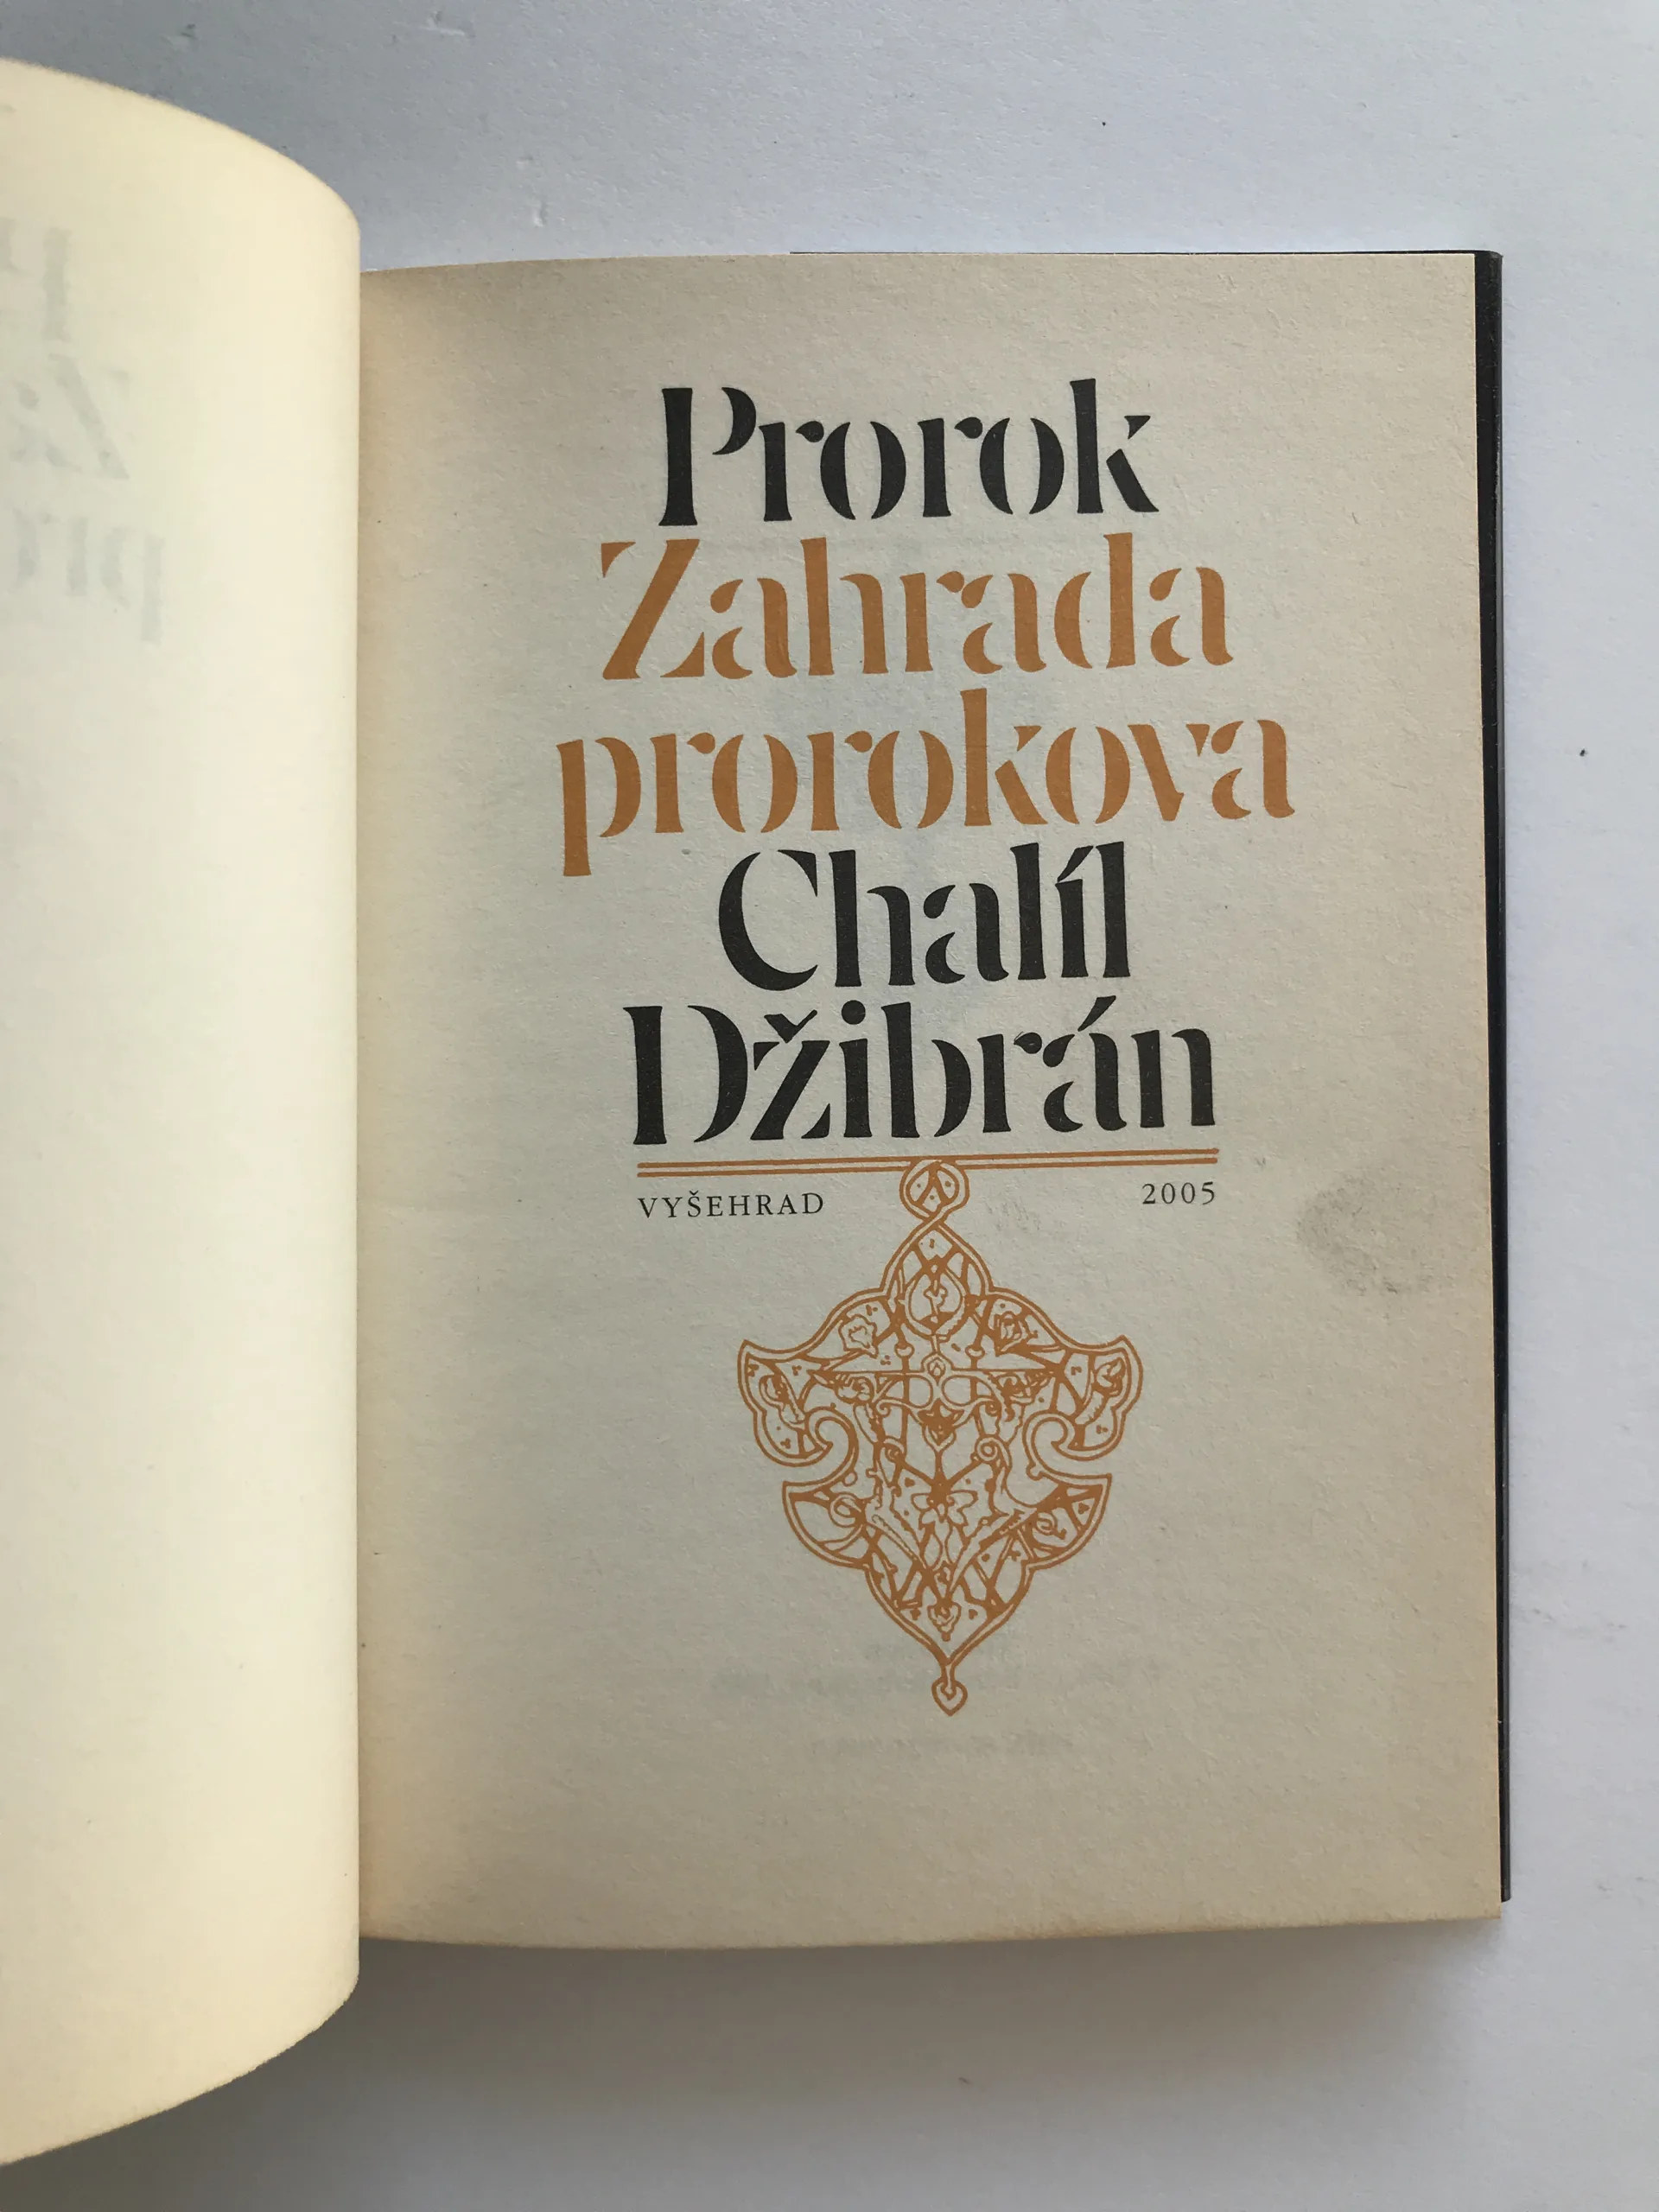 Prorok
Zahrada
prorokova
Chalíl
Džibrán
VYŠEHRAD 2005